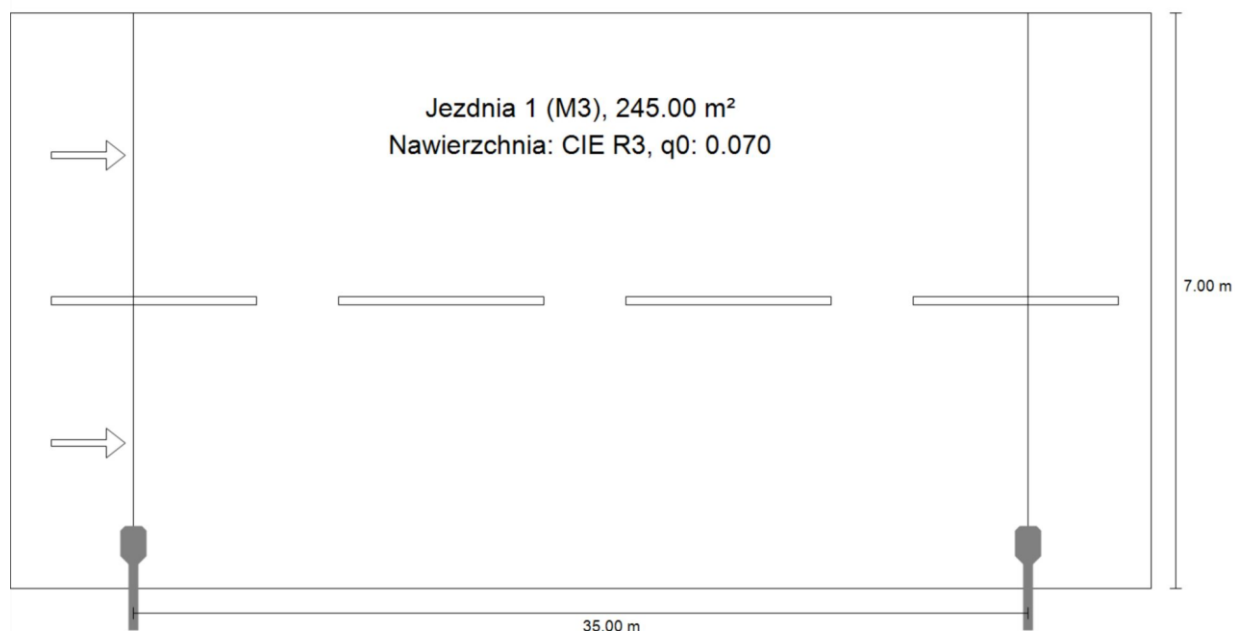 Jezdnia 1 (M3), 245.00 m²
Nawierzchnia: CIE R3, q0: 0.070
7.00 m
35.00 m